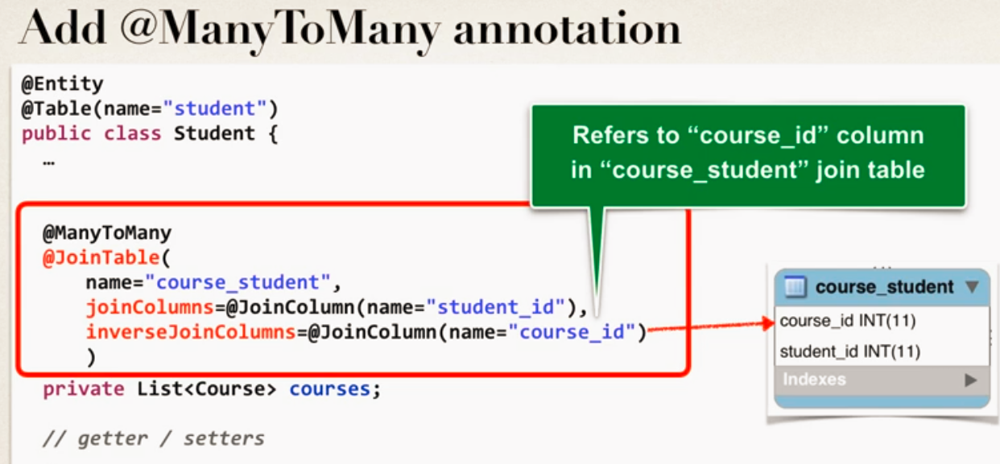 Add @ManyToMany annotation
@Entity
@Table(name="student")
public class Student {
…
Refers to “course_id” column
in “course_student” join table
@ManyToMany
@JoinTable(
name="course_student",
joinColumns=@JoinColumn(name="student_id"),
inverseJoinColumns=@JoinColumn(name="course_id")
)
private List<Course> courses;
// getter / setters
course_student
course_id INT(11)
student_id INT(11)
Indexes